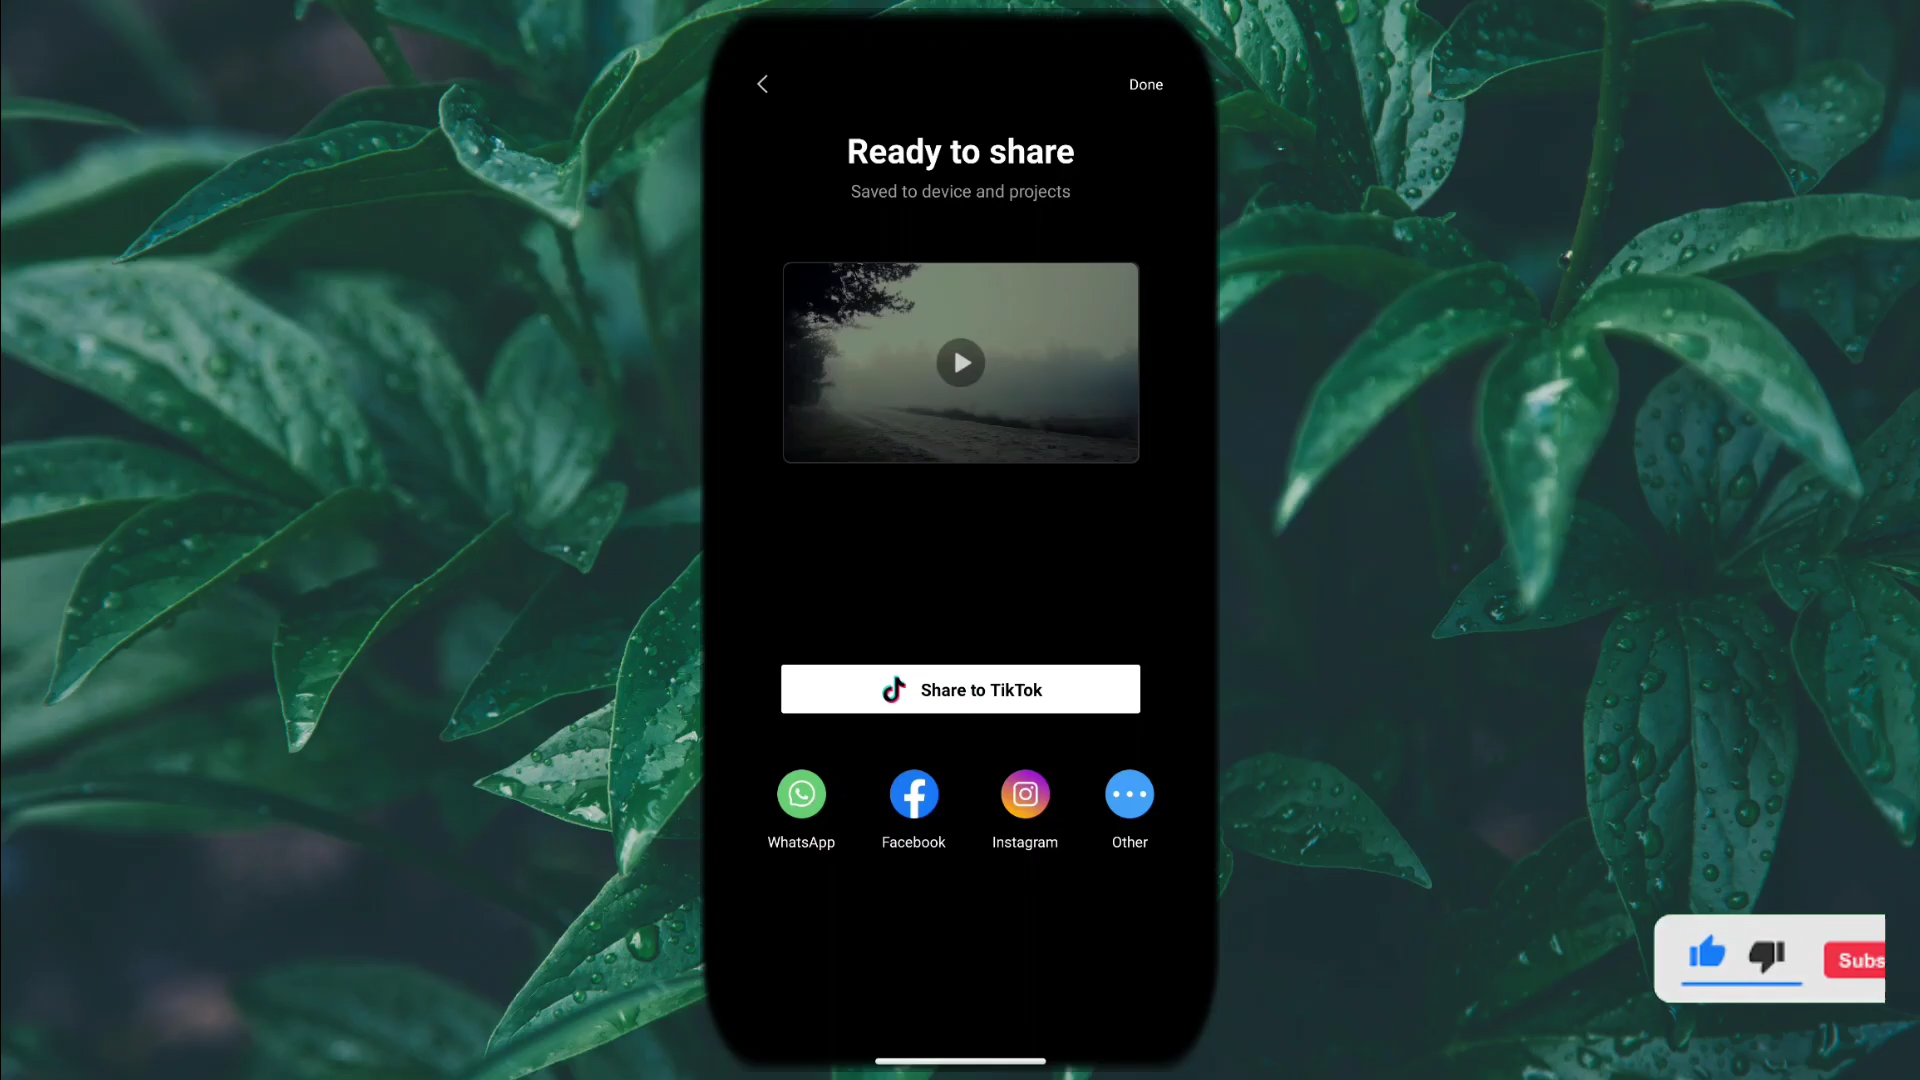 Done
Ready to share
Saved to device and projects
Share to TikTok
WhatsApp
Facebook
Instagram
Other
Subs